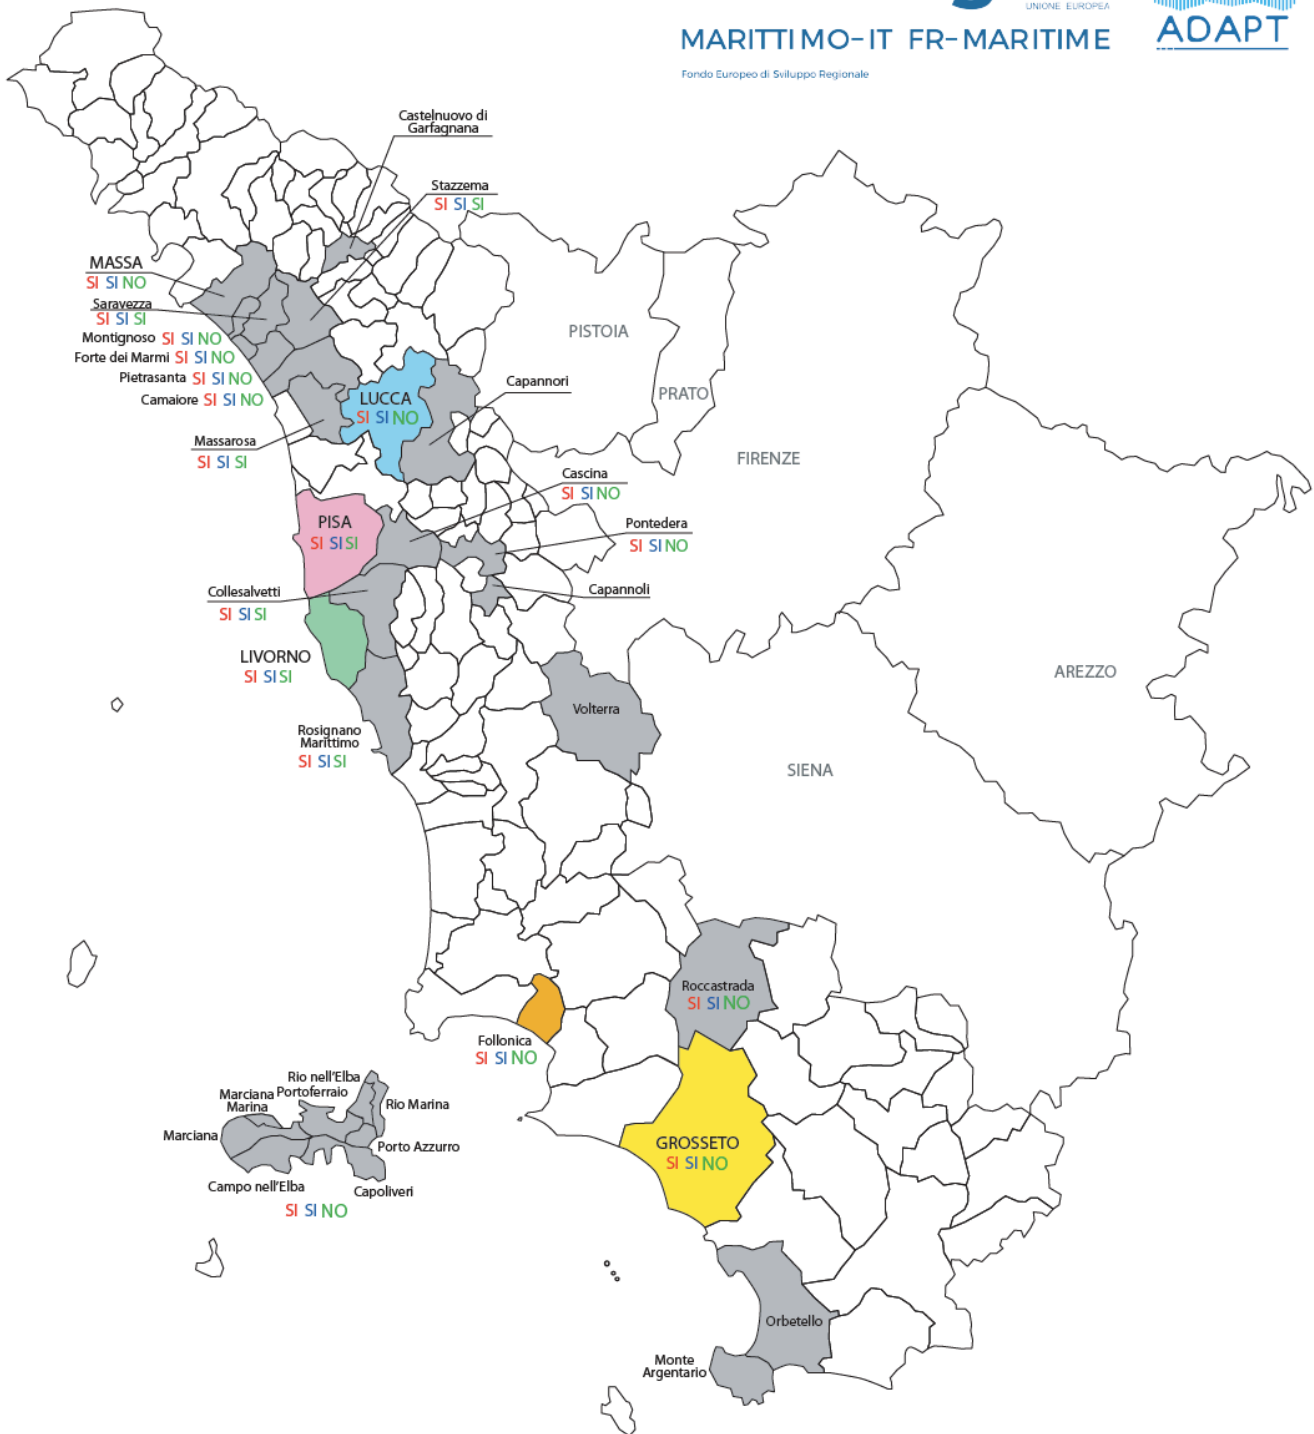 UNIONE EUROPEA
MARITTIMO-IT FR-MARITIME
ADAPT
Fondo Europeo di Sviluppo Regionale
Castelnuovo di
Garfagnana
Stazzema
SI SI SI
MASSA
SI SI NO
Saravezza
SI SI SI
Montignoso SI SI NO
Forte dei Marmi SI SI NO
Pietrasanta SI SI NO
Camaiore SI SI NO
PISTOIA
PRATO
Capannori
LUCCA
SI SI NO
Massarosa
SI SI SI
FIRENZE
Cascina
SI SI NO
PISA
SI SI SI
Pontedera
SI SI NO
Collesalvetti
SI SI SI
Capannoli
LIVORNO
SI SI SI
AREZZO
Volterra
Rosignano
Marittimo
SI SI SI
SIENA
Roccastrada
SI SI NO
Follonica
SI SI NO
Rio nell'Elba
Portoferraio
Marciana
Marina
Rio Marina
Marciana
Porto Azzurro
Campo nell'Elba
Capoliveri
SI SI NO
GROSSETO
SI SI NO
Orbetello
Monte
Argentario